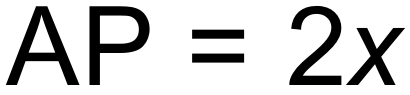 AP = 2x